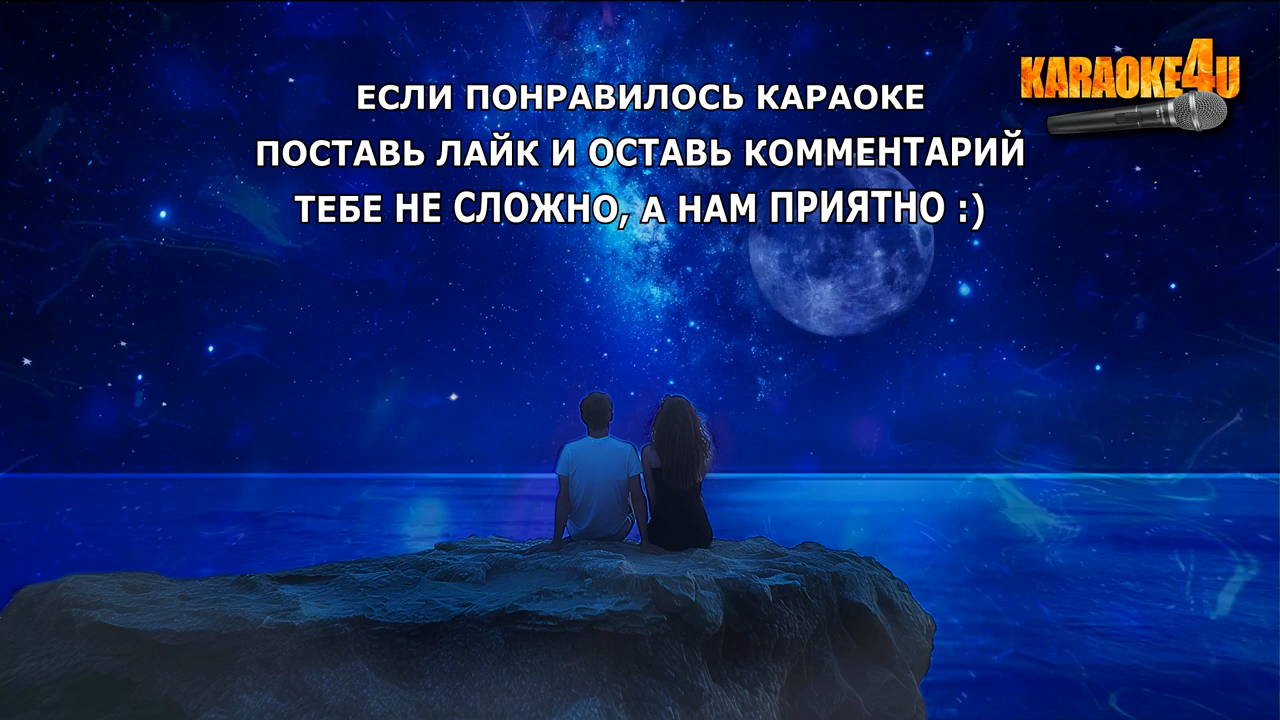 KARAOKE4U
ЕСЛИ ПОНРАВИЛОСЬ КАРАОКЕ
ПОСТАВЬ ЛАЙК И ОСТАВЬ КОММЕНТАРИЙ
ТЕБЕ НЕ СЛОЖНО, А НАМ ПРИЯТНО :)